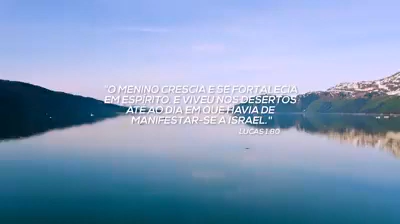 "O MENINO CRESCIA E SE FORTALECIA
EM ESPÍRITO. E VIVEU NOS DESERTOS
ATÉ AO DIA EM QUE HAVIA DE
MANIFESTAR-SE A ISRAEL."
LUCAS 1.80